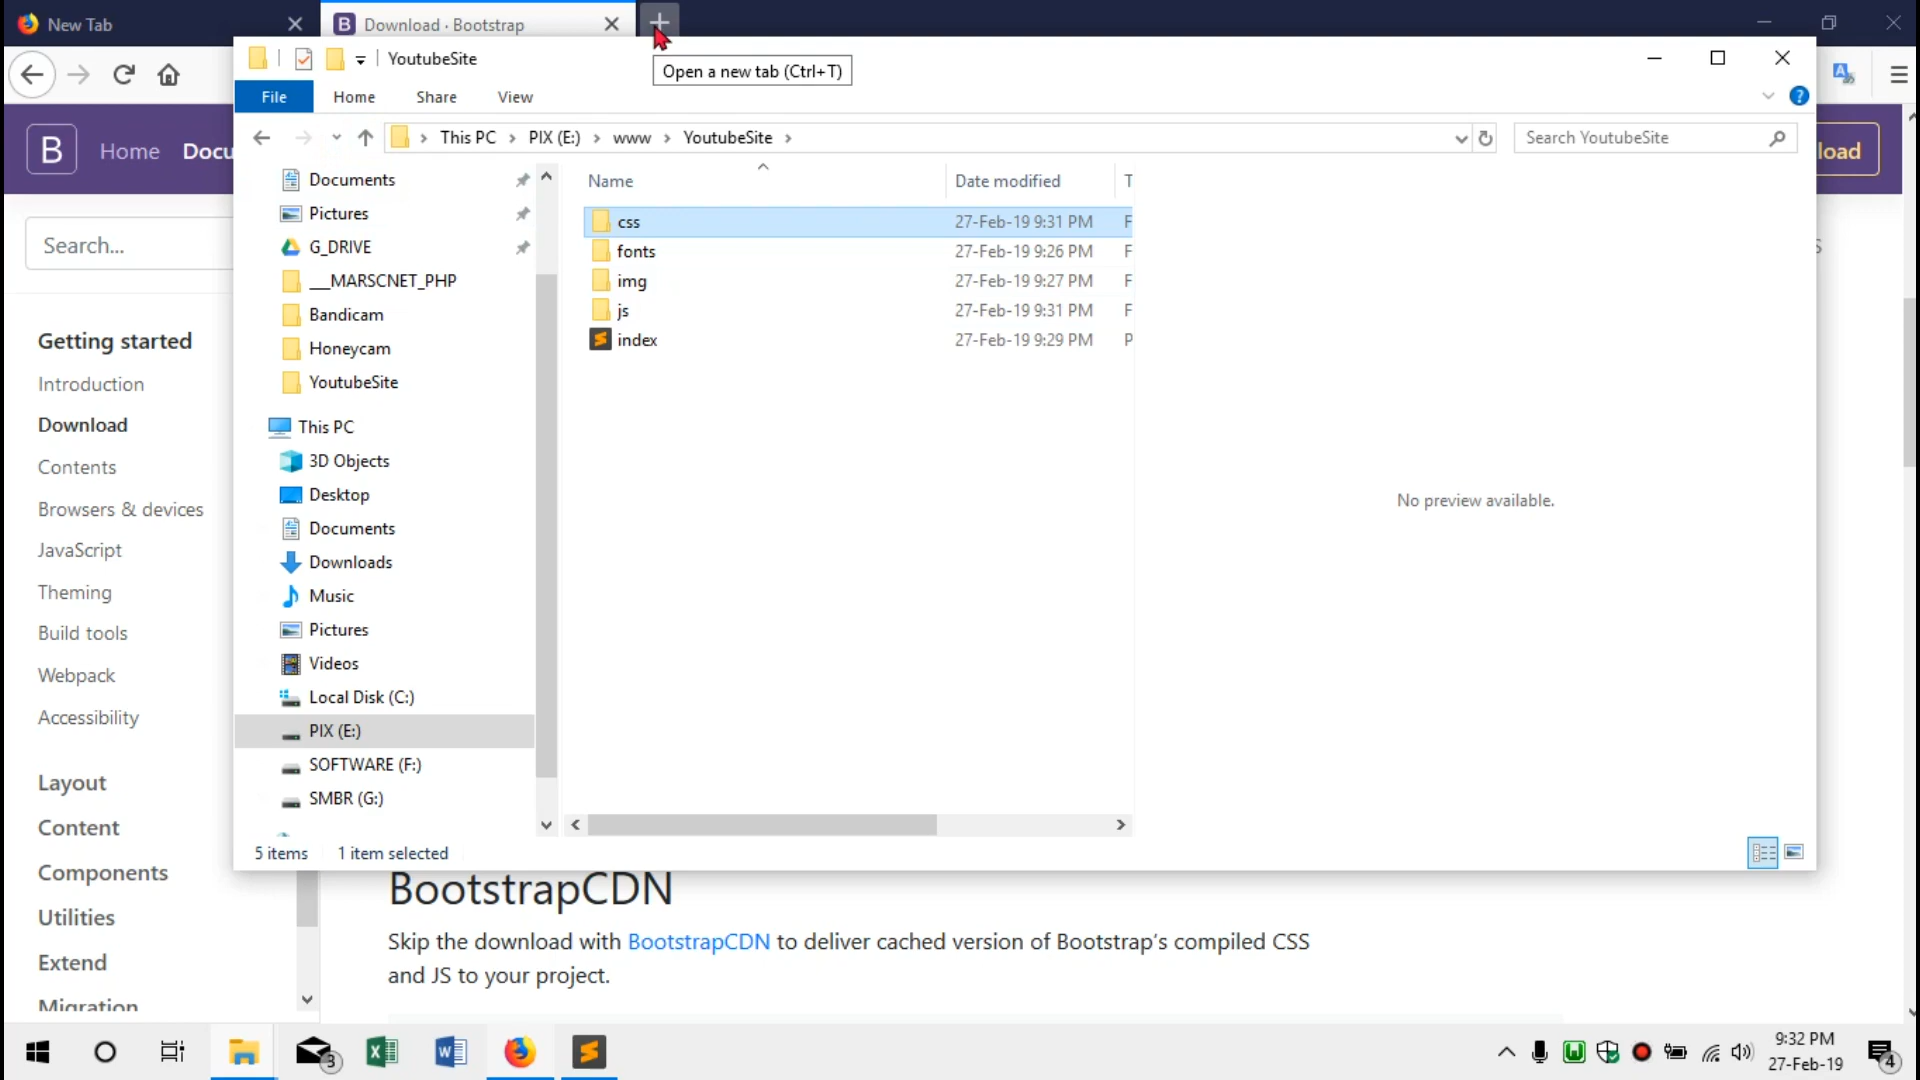 New Tab
Download · Bootstrap
YoutubeSite
Open a new tab (Ctrl+T)
File Home Share View
This PC > PIX (E:) > www > YoutubeSite >
Search YoutubeSite
B Home Docu
load
Search...
Getting started
Introduction
Download
Contents
Browsers & devices
JavaScript
Theming
Build tools
Webpack
Accessibility
Layout
Content
Components
Utilities
Extend
Migration
Documents
Pictures
G_DRIVE
___MARSCNET_PHP
Bandicam
Honeycam
YoutubeSite
This PC
3D Objects
Desktop
Documents
Downloads
Music
Pictures
Videos
Local Disk (C:)
PIX (E:)
SOFTWARE (F:)
SMBR (G:)
Name Date modified T
css 27-Feb-19 9:31 PM F
fonts 27-Feb-19 9:26 PM F
img 27-Feb-19 9:27 PM F
js 27-Feb-19 9:31 PM F
index 27-Feb-19 9:29 PM P
No preview available.
5 items 1 item selected
BootstrapCDN
Skip the download with BootstrapCDN to deliver cached version of Bootstrap's compiled CSS
and JS to your project.
3
9:32 PM
27-Feb-19
4